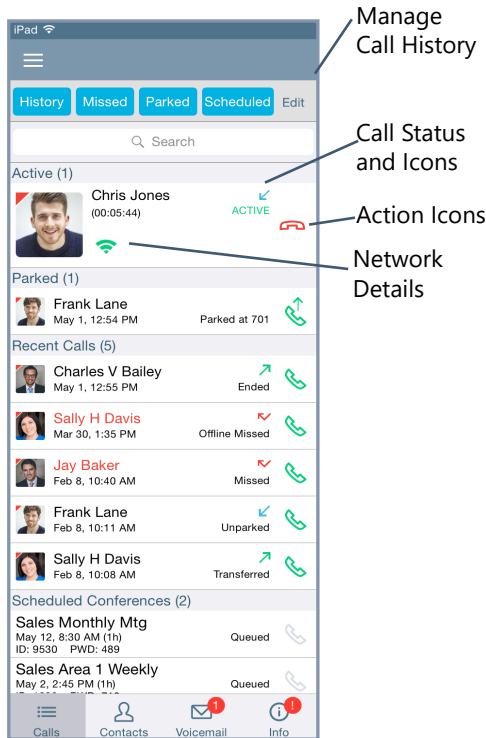 Manage
Call History
iPad
History Missed Parked Scheduled Edit
Search
Call Status
and Icons
Active (1)
Chris Jones
(00:05:44)
ACTIVE
Action Icons
Network
Details
Parked (1)
Frank Lane
May 1, 12:54 PM Parked at 701
Recent Calls (5)
Charles V Bailey
May 1, 12:55 PM Ended
Sally H Davis
Mar 30, 1:35 PM Offline Missed
Jay Baker
Feb 8, 10:40 AM Missed
Frank Lane
Feb 8, 10:11 AM Unparked
Sally H Davis
Feb 8, 10:08 AM Transferred
Scheduled Conferences (2)
Sales Monthly Mtg
May 12, 8:30 AM (1h) Queued
ID: 9530 PWD: 489
Sales Area 1 Weekly
May 2, 2:45 PM (1h) Queued
1 !
Calls Contacts Voicemail Info